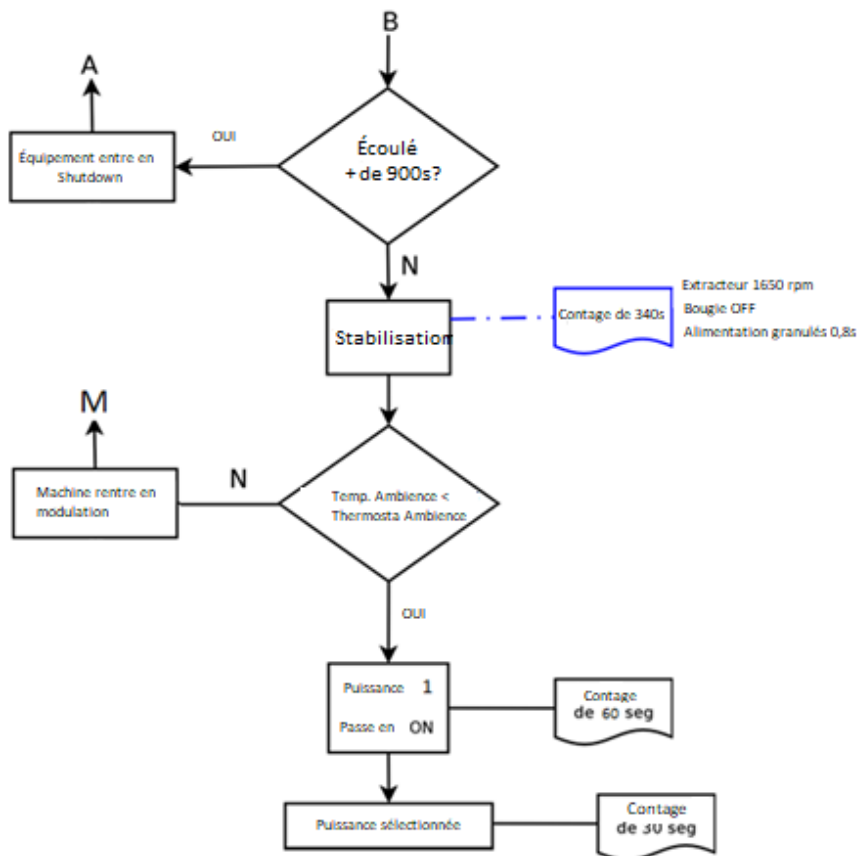 B
A
OUI
Écoulé
+ de 900s?
Équipement entre en
Shutdown
N
Extracteur 1650 rpm
Contage de 340s
Bougie OFF
Alimentation granulés 0,8s
Stabilisation
M
N
Machine rentre en
modulation
Temp. Ambience <
Thermosta Ambience
OUI
Puissance 1
Passe en ON
Contage
de 60 seg
Puissance sélectionnée
Contage
de 30 seg